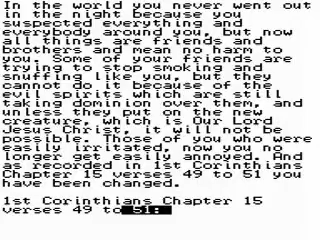 In the world you never went out
in the night because you
suspected everything and
everybody around you, but now
all things are friends and
brothers and mean no harm to
you. Some of your friends are
trying to stop smoking and
snuffing like you, but they
cannot do it because of the
evil spirits which are still
taking dominion over them, and
unless they put on the new
creature, which is Our Lord
Jesus Christ, it will not be
possible. Those of you who were
easily irritated, now you no
longer get easily annoyed. And
as recorded in 1st Corinthians
Chapter 15 verses 49 to 51 you
have been changed.
1st Corinthians Chapter 15
verses 49 to 51: